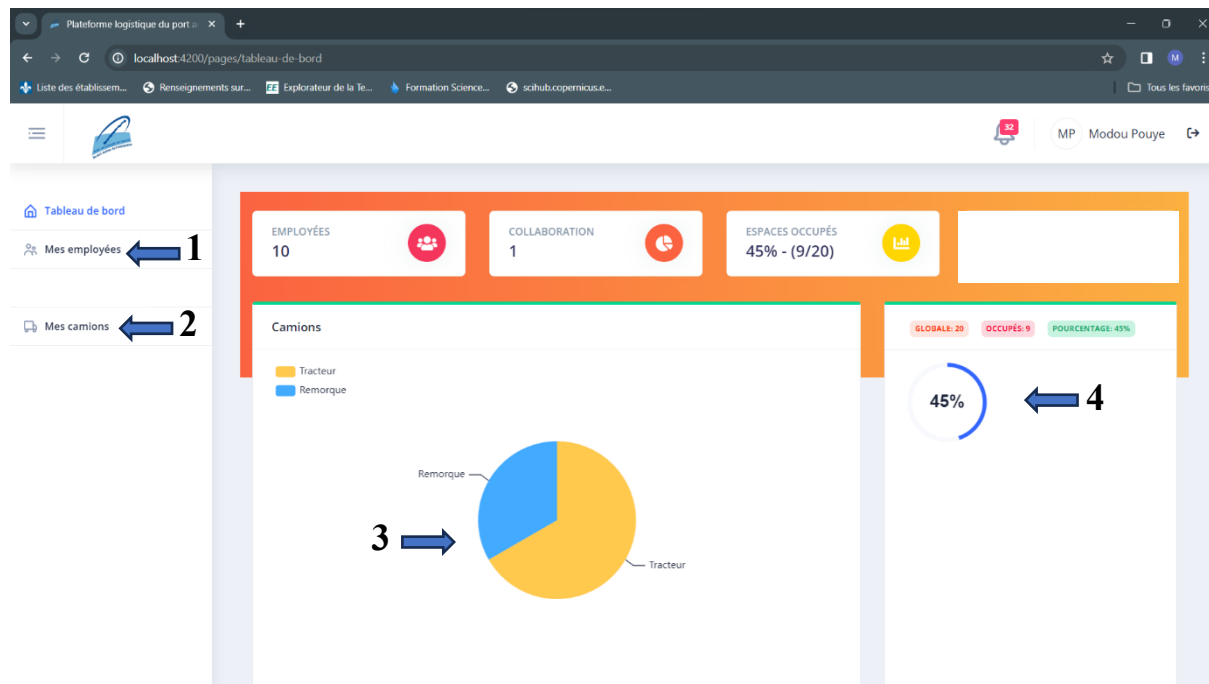 Plateforme logistique du port a
localhost:4200/pages/tableau-de-bord
Liste des établissem... Renseignements sur... EE Explorateur de la Te... Formation Science... scihub.copernicus.e... Tous les favoris
32
MP Modou Pouye
M
Tableau de bord
Mes employées 1
Mes camions 2
EMPLOYÉES
10
COLLABORATION
1
ESPACES OCCUPÉS
45% - (9/20)
Camions
Tracteur
Remorque
Remorque
3
Tracteur
GLOBALE: 20 OCCUPÉS: 9 POURCENTAGE: 45%
45% 4